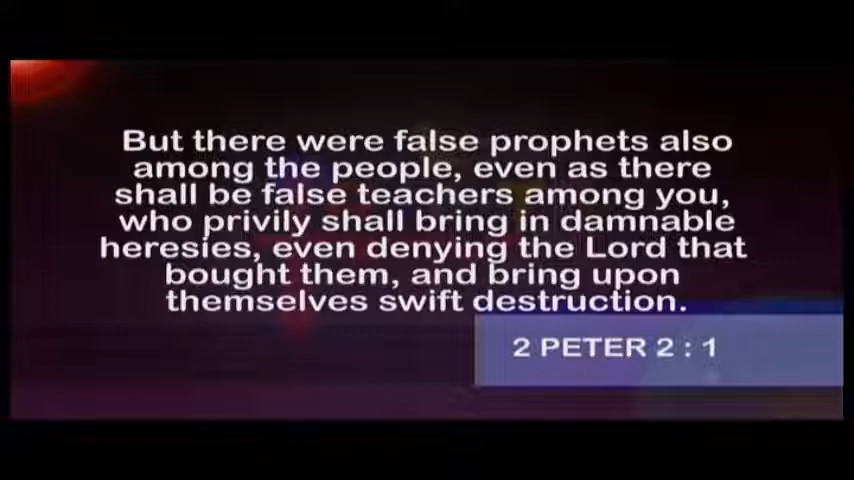 But there were false prophets also
among the people, even as there
shall be false teachers among you,
who privily shall bring in damnable
heresies, even denying the Lord that
bought them, and bring upon
themselves swift destruction.
2 PETER 2 : 1